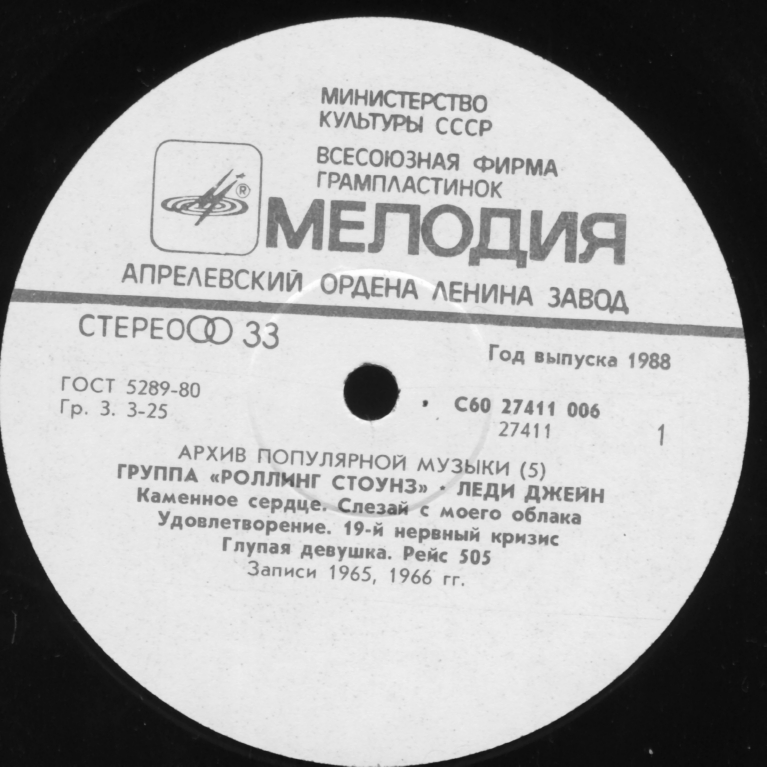 МИНИСТЕРСТВО
КУЛЬТУРЫ СССР
ВСЕСОЮЗНАЯ ФИРМА
ГРАМПЛАСТИНОК
®
МЕЛОДИЯ
АПРЕЛЕВСКИЙ ОРДЕНА ЛЕНИНА ЗАВОД
СТЕРЕО 33
Год выпуска 1988
ГОСТ 5289-80
Гр. 3. 3-25
С60 27411 006
27411
1
АРХИВ ПОПУЛЯРНОЙ МУЗЫКИ (5)
ГРУППА «РОЛЛИНГ СТОУНЗ» · ЛЕДИ ДЖЕЙН
Каменное сердце. Слезай с моего облака
Удовлетворение. 19-й нервный кризис
Глупая девушка. Рейс 505
Записи 1965, 1966 гг.